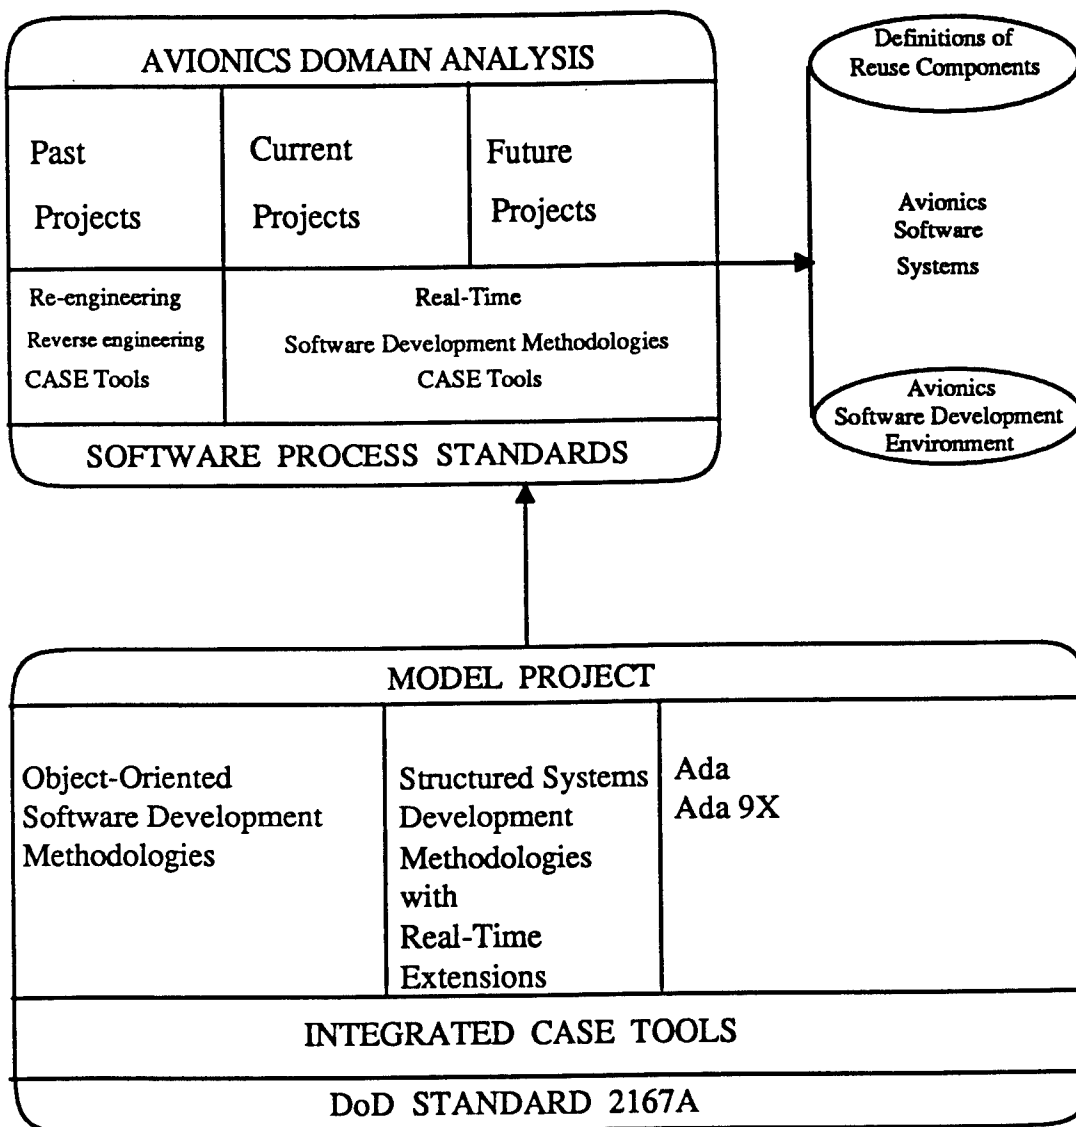 AVIONICS DOMAIN ANALYSIS
Past
Projects
Current
Projects
Future
Projects
Re-engineering
Reverse engineering
CASE Tools
Real-Time
Software Development Methodologies
CASE Tools
SOFTWARE PROCESS STANDARDS
Definitions of
Reuse Components
Avionics
Software
Systems
Avionics
Software Development
Environment
MODEL PROJECT
Object-Oriented
Software Development
Methodologies
Structured Systems
Development
Methodologies
with
Real-Time
Extensions
Ada
Ada 9X
INTEGRATED CASE TOOLS
DoD STANDARD 2167A